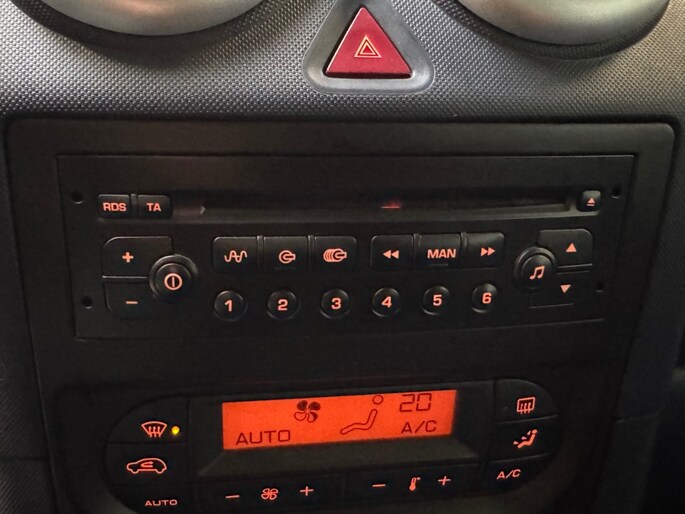 RDS TA
MAN
1 2 3 4 5 6
20
AUTO A/C
A/C
AUTO